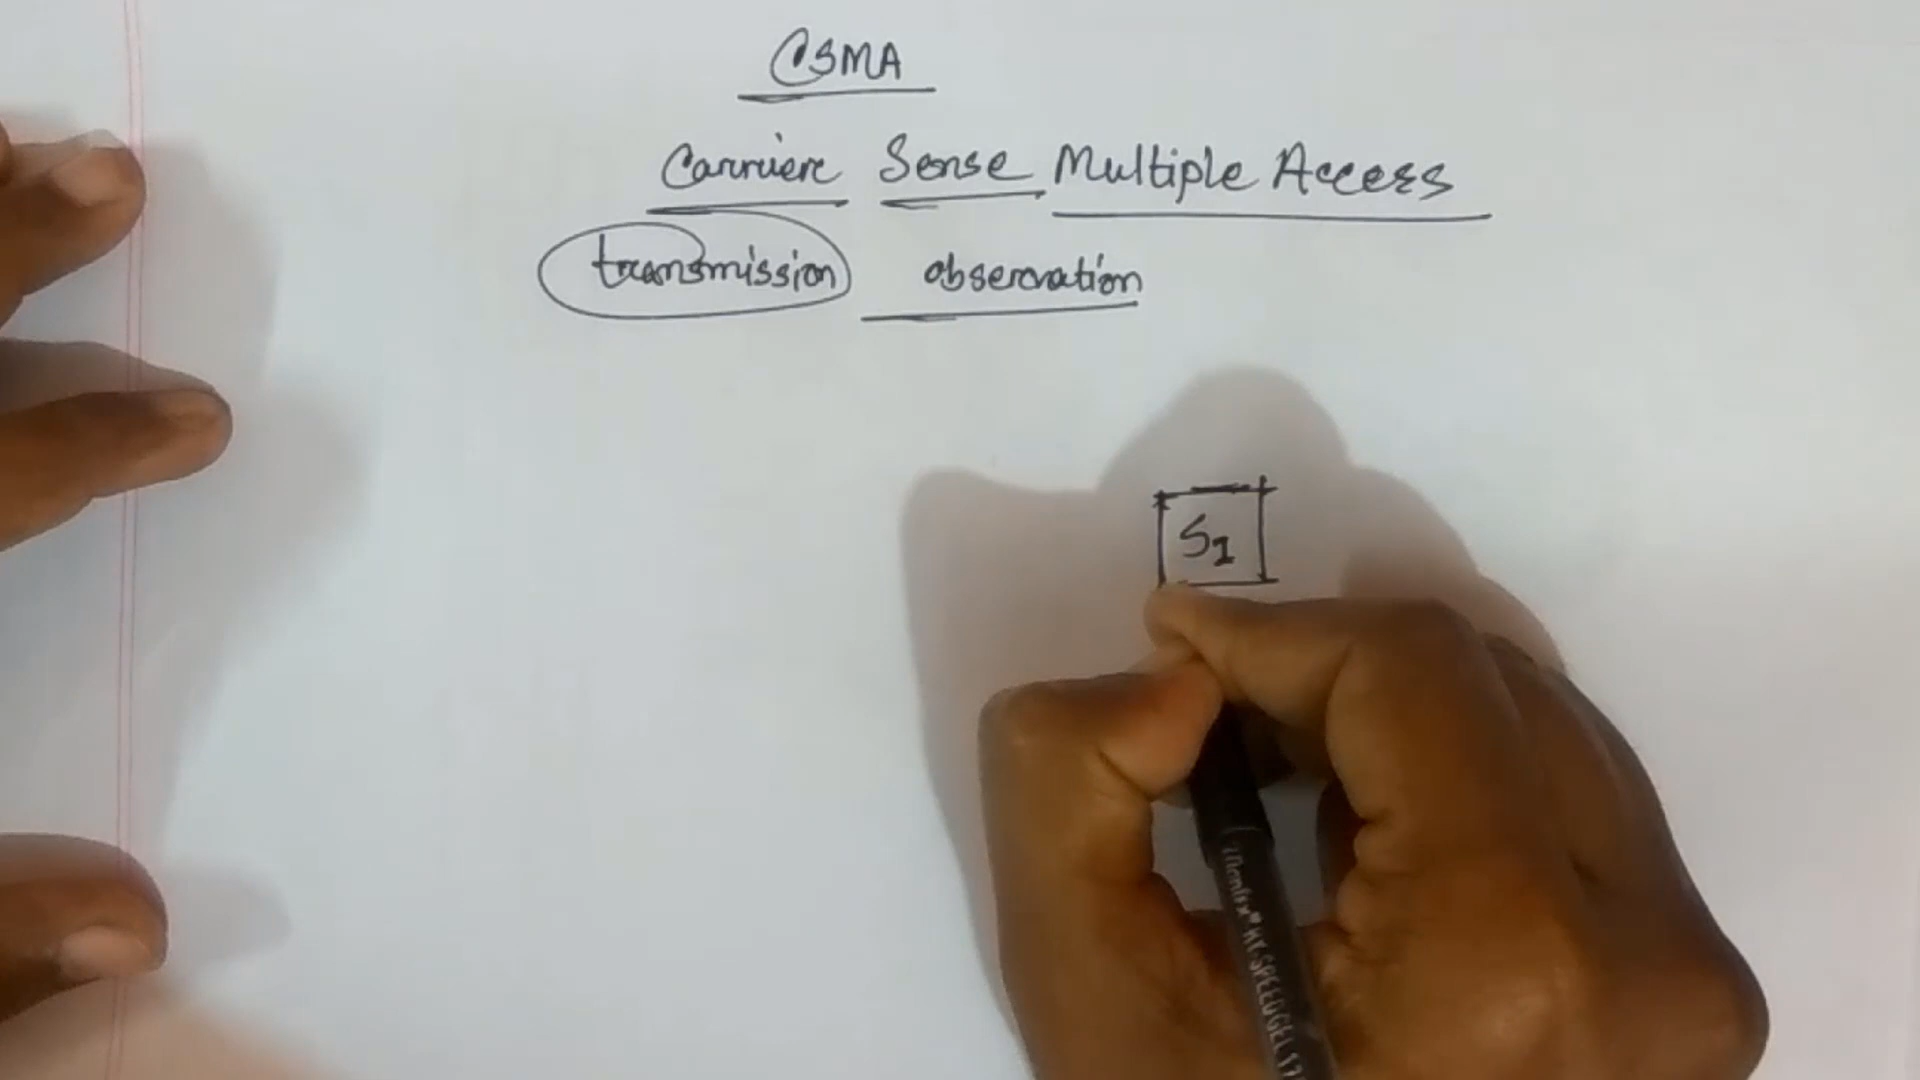 CSMA
Carrier Sense Multiple Access
transmission observation
S1